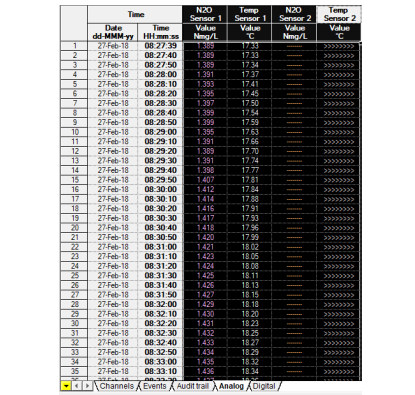 Time N2O Sensor 1 Temp Sensor 1 N2O Sensor 2 Temp Sensor 2
Date dd-MMM-yy Time HH:mm:ss Value Nmg/L Value °C Value Nmg/L Value °C
1 27-Feb-18 08:27:39 1.389 17.33 -------- >>>>>>>>
2 27-Feb-18 08:27:40 1.389 17.33 -------- >>>>>>>>
3 27-Feb-18 08:27:50 1.389 17.34 -------- >>>>>>>>
4 27-Feb-18 08:28:00 1.391 17.37 -------- >>>>>>>>
5 27-Feb-18 08:28:10 1.393 17.41 -------- >>>>>>>>
6 27-Feb-18 08:28:20 1.395 17.45 -------- >>>>>>>>
7 27-Feb-18 08:28:30 1.397 17.50 -------- >>>>>>>>
8 27-Feb-18 08:28:40 1.399 17.54 -------- >>>>>>>>
9 27-Feb-18 08:28:50 1.399 17.59 -------- >>>>>>>>
10 27-Feb-18 08:29:00 1.395 17.63 -------- >>>>>>>>
11 27-Feb-18 08:29:10 1.391 17.66 -------- >>>>>>>>
12 27-Feb-18 08:29:20 1.389 17.70 -------- >>>>>>>>
13 27-Feb-18 08:29:30 1.391 17.74 -------- >>>>>>>>
14 27-Feb-18 08:29:40 1.398 17.77 -------- >>>>>>>>
15 27-Feb-18 08:29:50 1.407 17.81 -------- >>>>>>>>
16 27-Feb-18 08:30:00 1.412 17.84 -------- >>>>>>>>
17 27-Feb-18 08:30:10 1.414 17.88 -------- >>>>>>>>
18 27-Feb-18 08:30:20 1.416 17.91 -------- >>>>>>>>
19 27-Feb-18 08:30:30 1.417 17.93 -------- >>>>>>>>
20 27-Feb-18 08:30:40 1.418 17.96 -------- >>>>>>>>
21 27-Feb-18 08:30:50 1.420 17.99 -------- >>>>>>>>
22 27-Feb-18 08:31:00 1.421 18.02 -------- >>>>>>>>
23 27-Feb-18 08:31:10 1.423 18.05 -------- >>>>>>>>
24 27-Feb-18 08:31:20 1.424 18.08 -------- >>>>>>>>
25 27-Feb-18 08:31:30 1.425 18.11 -------- >>>>>>>>
26 27-Feb-18 08:31:40 1.426 18.13 -------- >>>>>>>>
27 27-Feb-18 08:31:50 1.427 18.15 -------- >>>>>>>>
28 27-Feb-18 08:32:00 1.429 18.18 -------- >>>>>>>>
29 27-Feb-18 08:32:10 1.430 18.20 -------- >>>>>>>>
30 27-Feb-18 08:32:20 1.431 18.23 -------- >>>>>>>>
31 27-Feb-18 08:32:30 1.432 18.25 -------- >>>>>>>>
32 27-Feb-18 08:32:40 1.433 18.27 -------- >>>>>>>>
33 27-Feb-18 08:32:50 1.434 18.29 -------- >>>>>>>>
34 27-Feb-18 08:33:00 1.435 18.32 -------- >>>>>>>>
35 27-Feb-18 08:33:10 1.436 18.34 -------- >>>>>>>>
Channels Events Audit trail Analog Digital